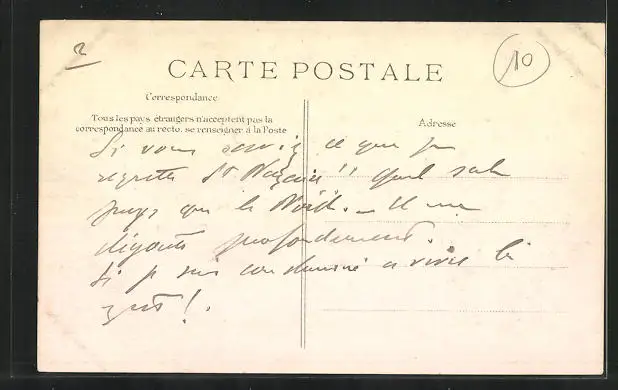 2
10
CARTE POSTALE
Correspondance
Tous les pays étrangers n'acceptent pas la
correspondance au recto, se renseigner à la Poste
Adresse
Si vous saviez ce que je
regrette St Nazaire !! Quel sale
pays que le Nord. _ Il me
dégoute profondement
Si je suis condamné a vivre là
zut !.